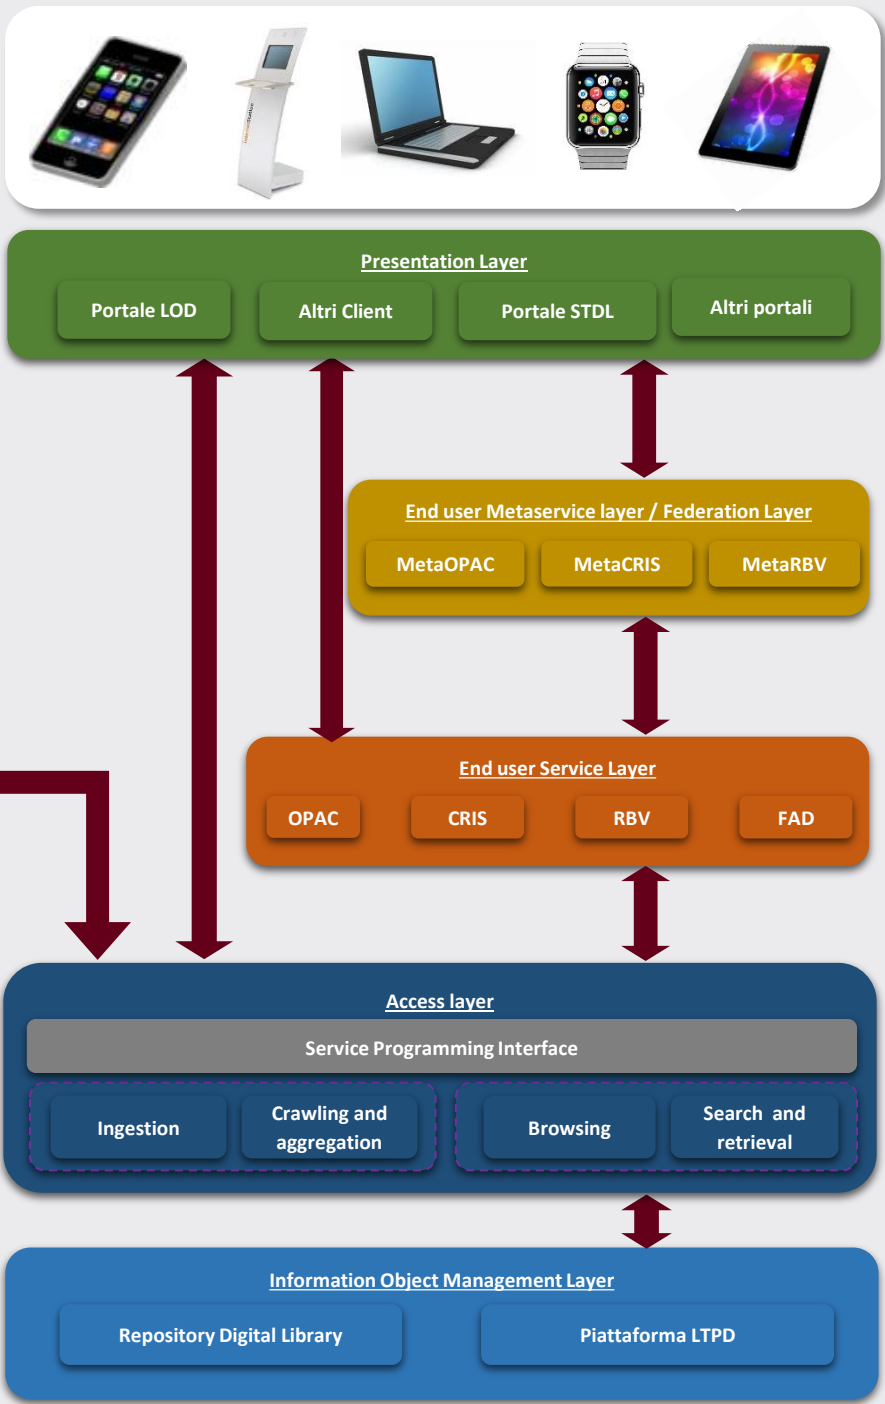 Presentation Layer
Portale LOD
Altri Client
Portale STDL
Altri portali
End user Metaservice layer / Federation Layer
MetaOPAC
MetaCRIS
MetaRBV
End user Service Layer
OPAC
CRIS
RBV
FAD
Access layer
Service Programming Interface
Ingestion
Crawling and
aggregation
Browsing
Search and
retrieval
Information Object Management Layer
Repository Digital Library
Piattaforma LTPD